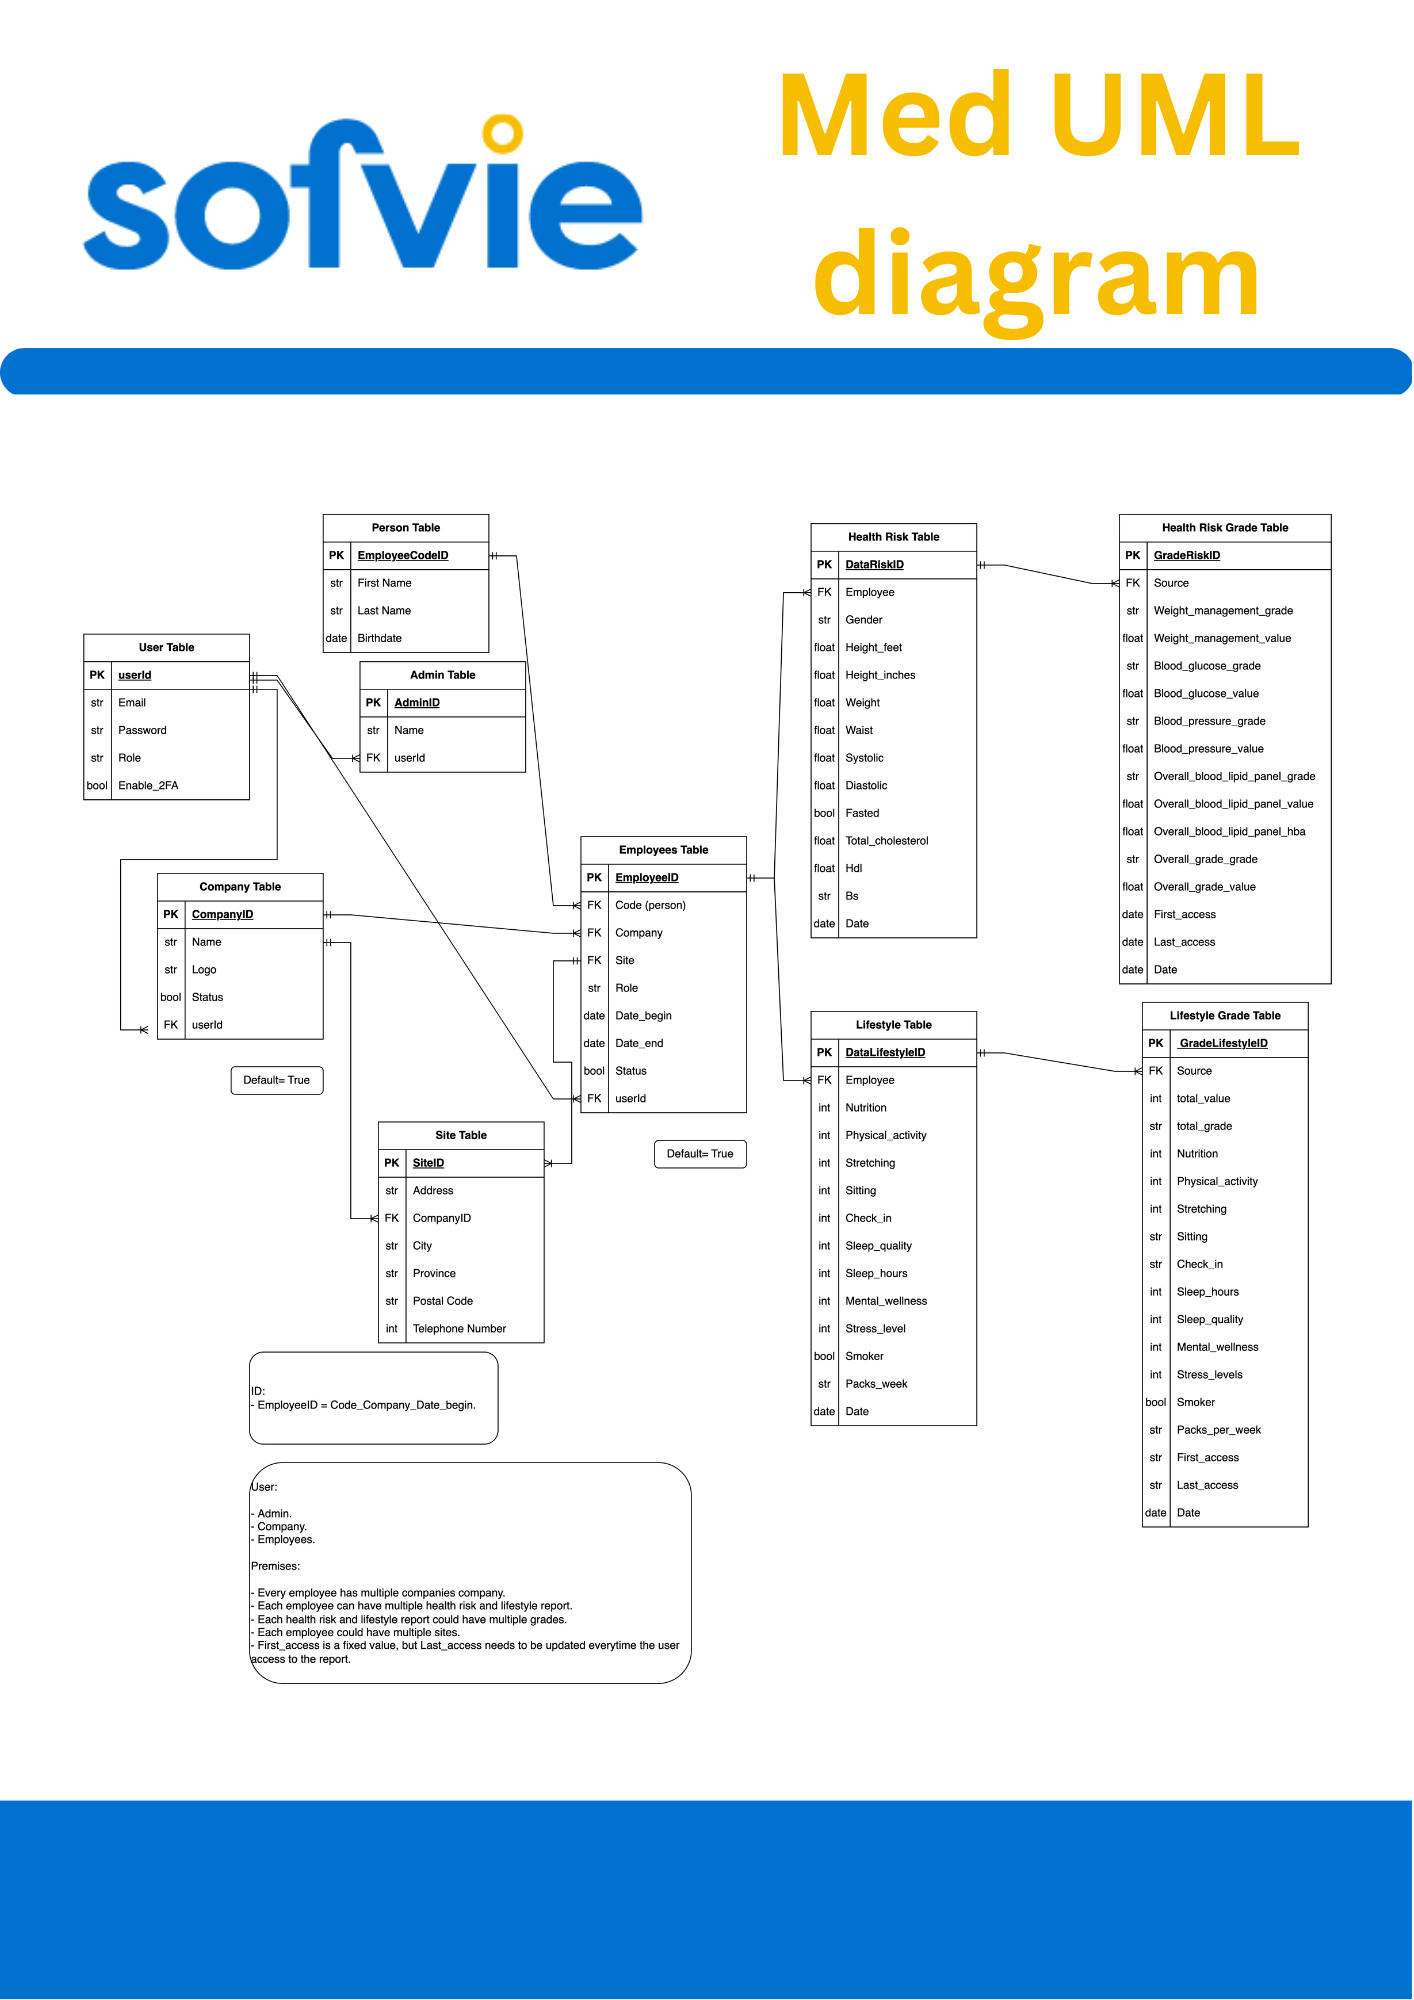 sofvie
Med UML
diagram
Person Table
PK EmployeeCodeID
str First Name
str Last Name
date Birthdate
User Table
PK userId
str Email
str Password
str Role
bool Enable_2FA
Admin Table
PK AdminID
str Name
FK userId
Company Table
PK CompanyID
str Name
str Logo
bool Status
FK userId
Default= True
Employees Table
PK EmployeeID
FK Code (person)
FK Company
FK Site
str Role
date Date_begin
date Date_end
bool Status
FK userId
Default= True
Site Table
PK SiteID
str Address
FK CompanyID
str City
str Province
str Postal Code
int Telephone Number
Health Risk Table
PK DataRiskID
FK Employee
str Gender
float Height_feet
float Height_inches
float Weight
float Waist
float Systolic
float Diastolic
bool Fasted
float Total_cholesterol
float Hdl
str Bs
date Date
Health Risk Grade Table
PK GradeRiskID
FK Source
str Weight_management_grade
float Weight_management_value
str Blood_glucose_grade
float Blood_glucose_value
str Blood_pressure_grade
float Blood_pressure_value
str Overall_blood_lipid_panel_grade
float Overall_blood_lipid_panel_value
float Overall_blood_lipid_panel_hba
str Overall_grade_grade
float Overall_grade_value
date First_access
date Last_access
date Date
Lifestyle Table
PK DataLifestyleID
FK Employee
int Nutrition
int Physical_activity
int Stretching
int Sitting
int Check_in
int Sleep_quality
int Sleep_hours
int Mental_wellness
int Stress_level
bool Smoker
str Packs_week
date Date
Lifestyle Grade Table
PK GradeLifestyleID
FK Source
int total_value
str total_grade
int Nutrition
int Physical_activity
int Stretching
str Sitting
str Check_in
int Sleep_hours
int Sleep_quality
int Mental_wellness
int Stress_levels
bool Smoker
str Packs_per_week
str First_access
str Last_access
date Date
ID:
- EmployeeID = Code_Company_Date_begin.
User:
- Admin.
- Company.
- Employees.
Premises:
- Every employee has multiple companies company.
- Each employee can have multiple health risk and lifestyle report.
- Each health risk and lifestyle report could have multiple grades.
- Each employee could have multiple sites.
- First_access is a fixed value, but Last_access needs to be updated everytime the user
access to the report.